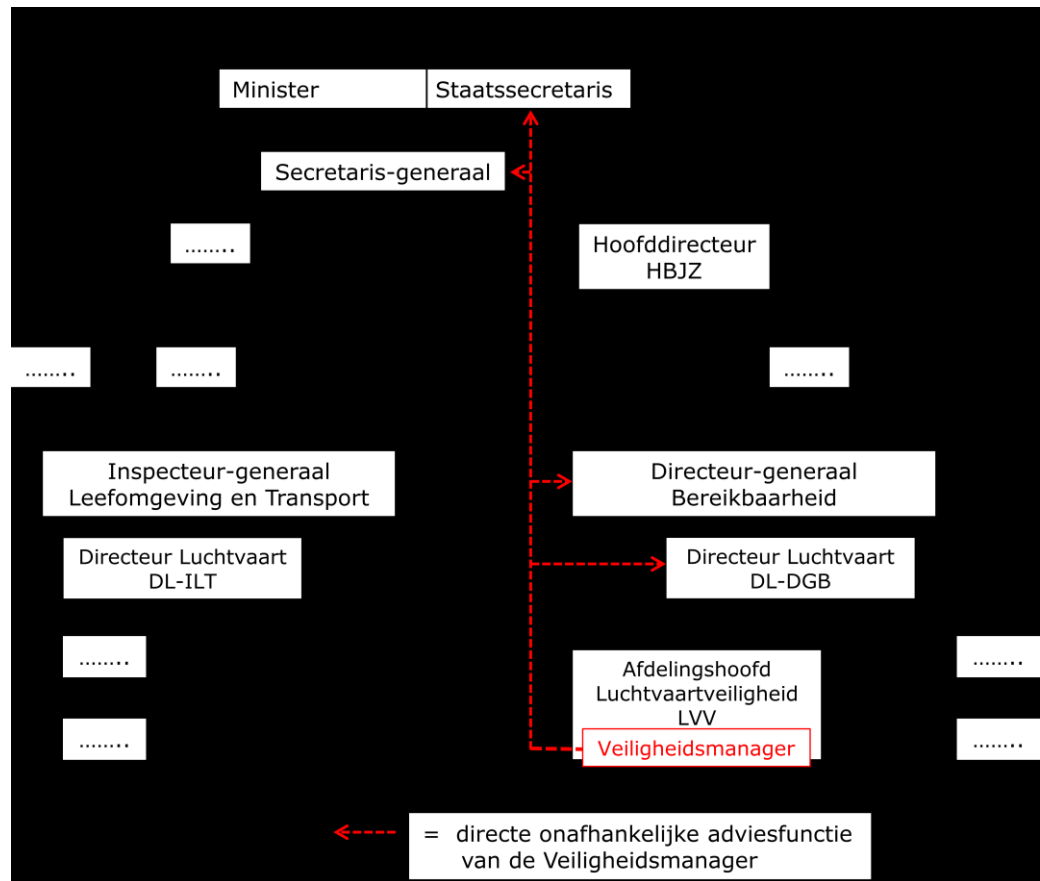 Minister
Staatssecretaris
Secretaris-generaal
........
Hoofddirecteur
HBJZ
........
........
........
Inspecteur-generaal
Leefomgeving en Transport
Directeur-generaal
Bereikbaarheid
Directeur Luchtvaart
DL-ILT
Directeur Luchtvaart
DL-DGB
........
Afdelingshoofd
Luchtvaartveiligheid
LVV
........
........
Veiligheidsmanager
........
= directe onafhankelijke adviesfunctie
van de Veiligheidsmanager